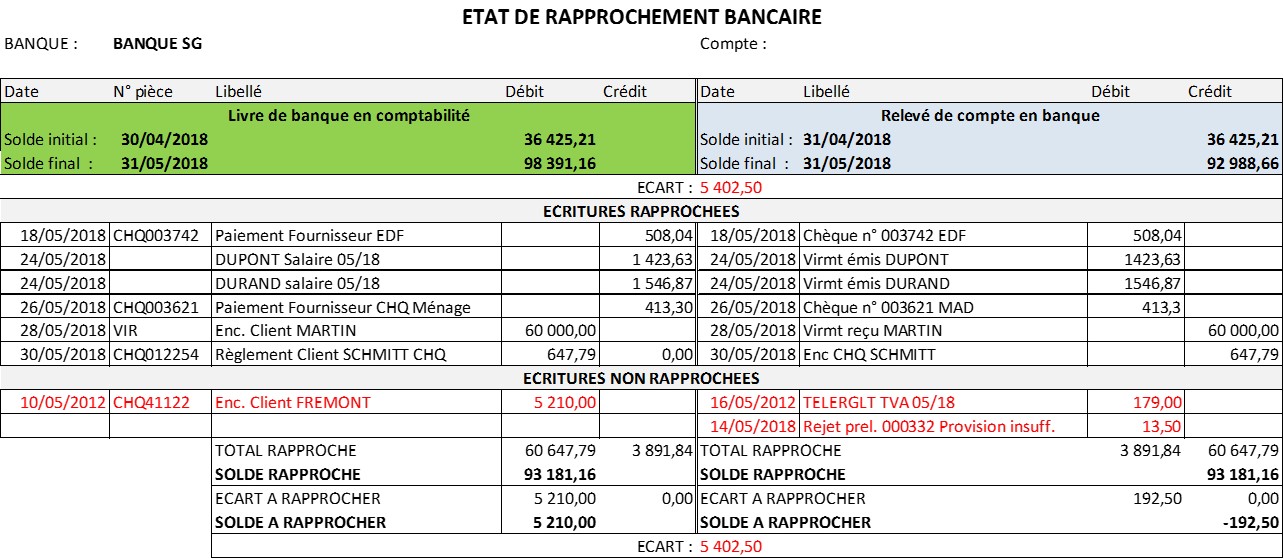 ETAT DE RAPPROCHEMENT BANCAIRE
BANQUE : BANQUE SG Compte :
Date N° pièce Libellé Débit Crédit Date Libellé Débit Crédit
Livre de banque en comptabilité Relevé de compte en banque
Solde initial : 30/04/2018 36 425,21 Solde initial : 31/04/2018 36 425,21
Solde final : 31/05/2018 98 391,16 Solde final : 31/05/2018 92 988,66
ECART : 5 402,50
ECRITURES RAPPROCHEES
18/05/2018 CHQ003742 Paiement Fournisseur EDF 508,04 18/05/2018 Chèque n° 003742 EDF 508,04
24/05/2018 DUPONT Salaire 05/18 1 423,63 24/05/2018 Virmt émis DUPONT 1423,63
24/05/2018 DURAND salaire 05/18 1 546,87 24/05/2018 Virmt émis DURAND 1546,87
26/05/2018 CHQ003621 Paiement Fournisseur CHQ Ménage 413,30 26/05/2018 Chèque n° 003621 MAD 413,3
28/05/2018 VIR Enc. Client MARTIN 60 000,00 28/05/2018 Virmt reçu MARTIN 60 000,00
30/05/2018 CHQ012254 Règlement Client SCHMITT CHQ 647,79 0,00 30/05/2018 Enc CHQ SCHMITT 647,79
ECRITURES NON RAPPROCHEES
10/05/2012 CHQ41122 Enc. Client FREMONT 5 210,00 16/05/2012 TELERGLT TVA 05/18 179,00
14/05/2018 Rejet prel. 000332 Provision insuff. 13,50
TOTAL RAPPROCHE 60 647,79 3 891,84 TOTAL RAPPROCHE 3 891,84 60 647,79
SOLDE RAPPROCHE 93 181,16 SOLDE RAPPROCHE 93 181,16
ECART A RAPPROCHER 5 210,00 0,00 ECART A RAPPROCHER 192,50 0,00
SOLDE A RAPPROCHER 5 210,00 SOLDE A RAPPROCHER -192,50
ECART : 5 402,50